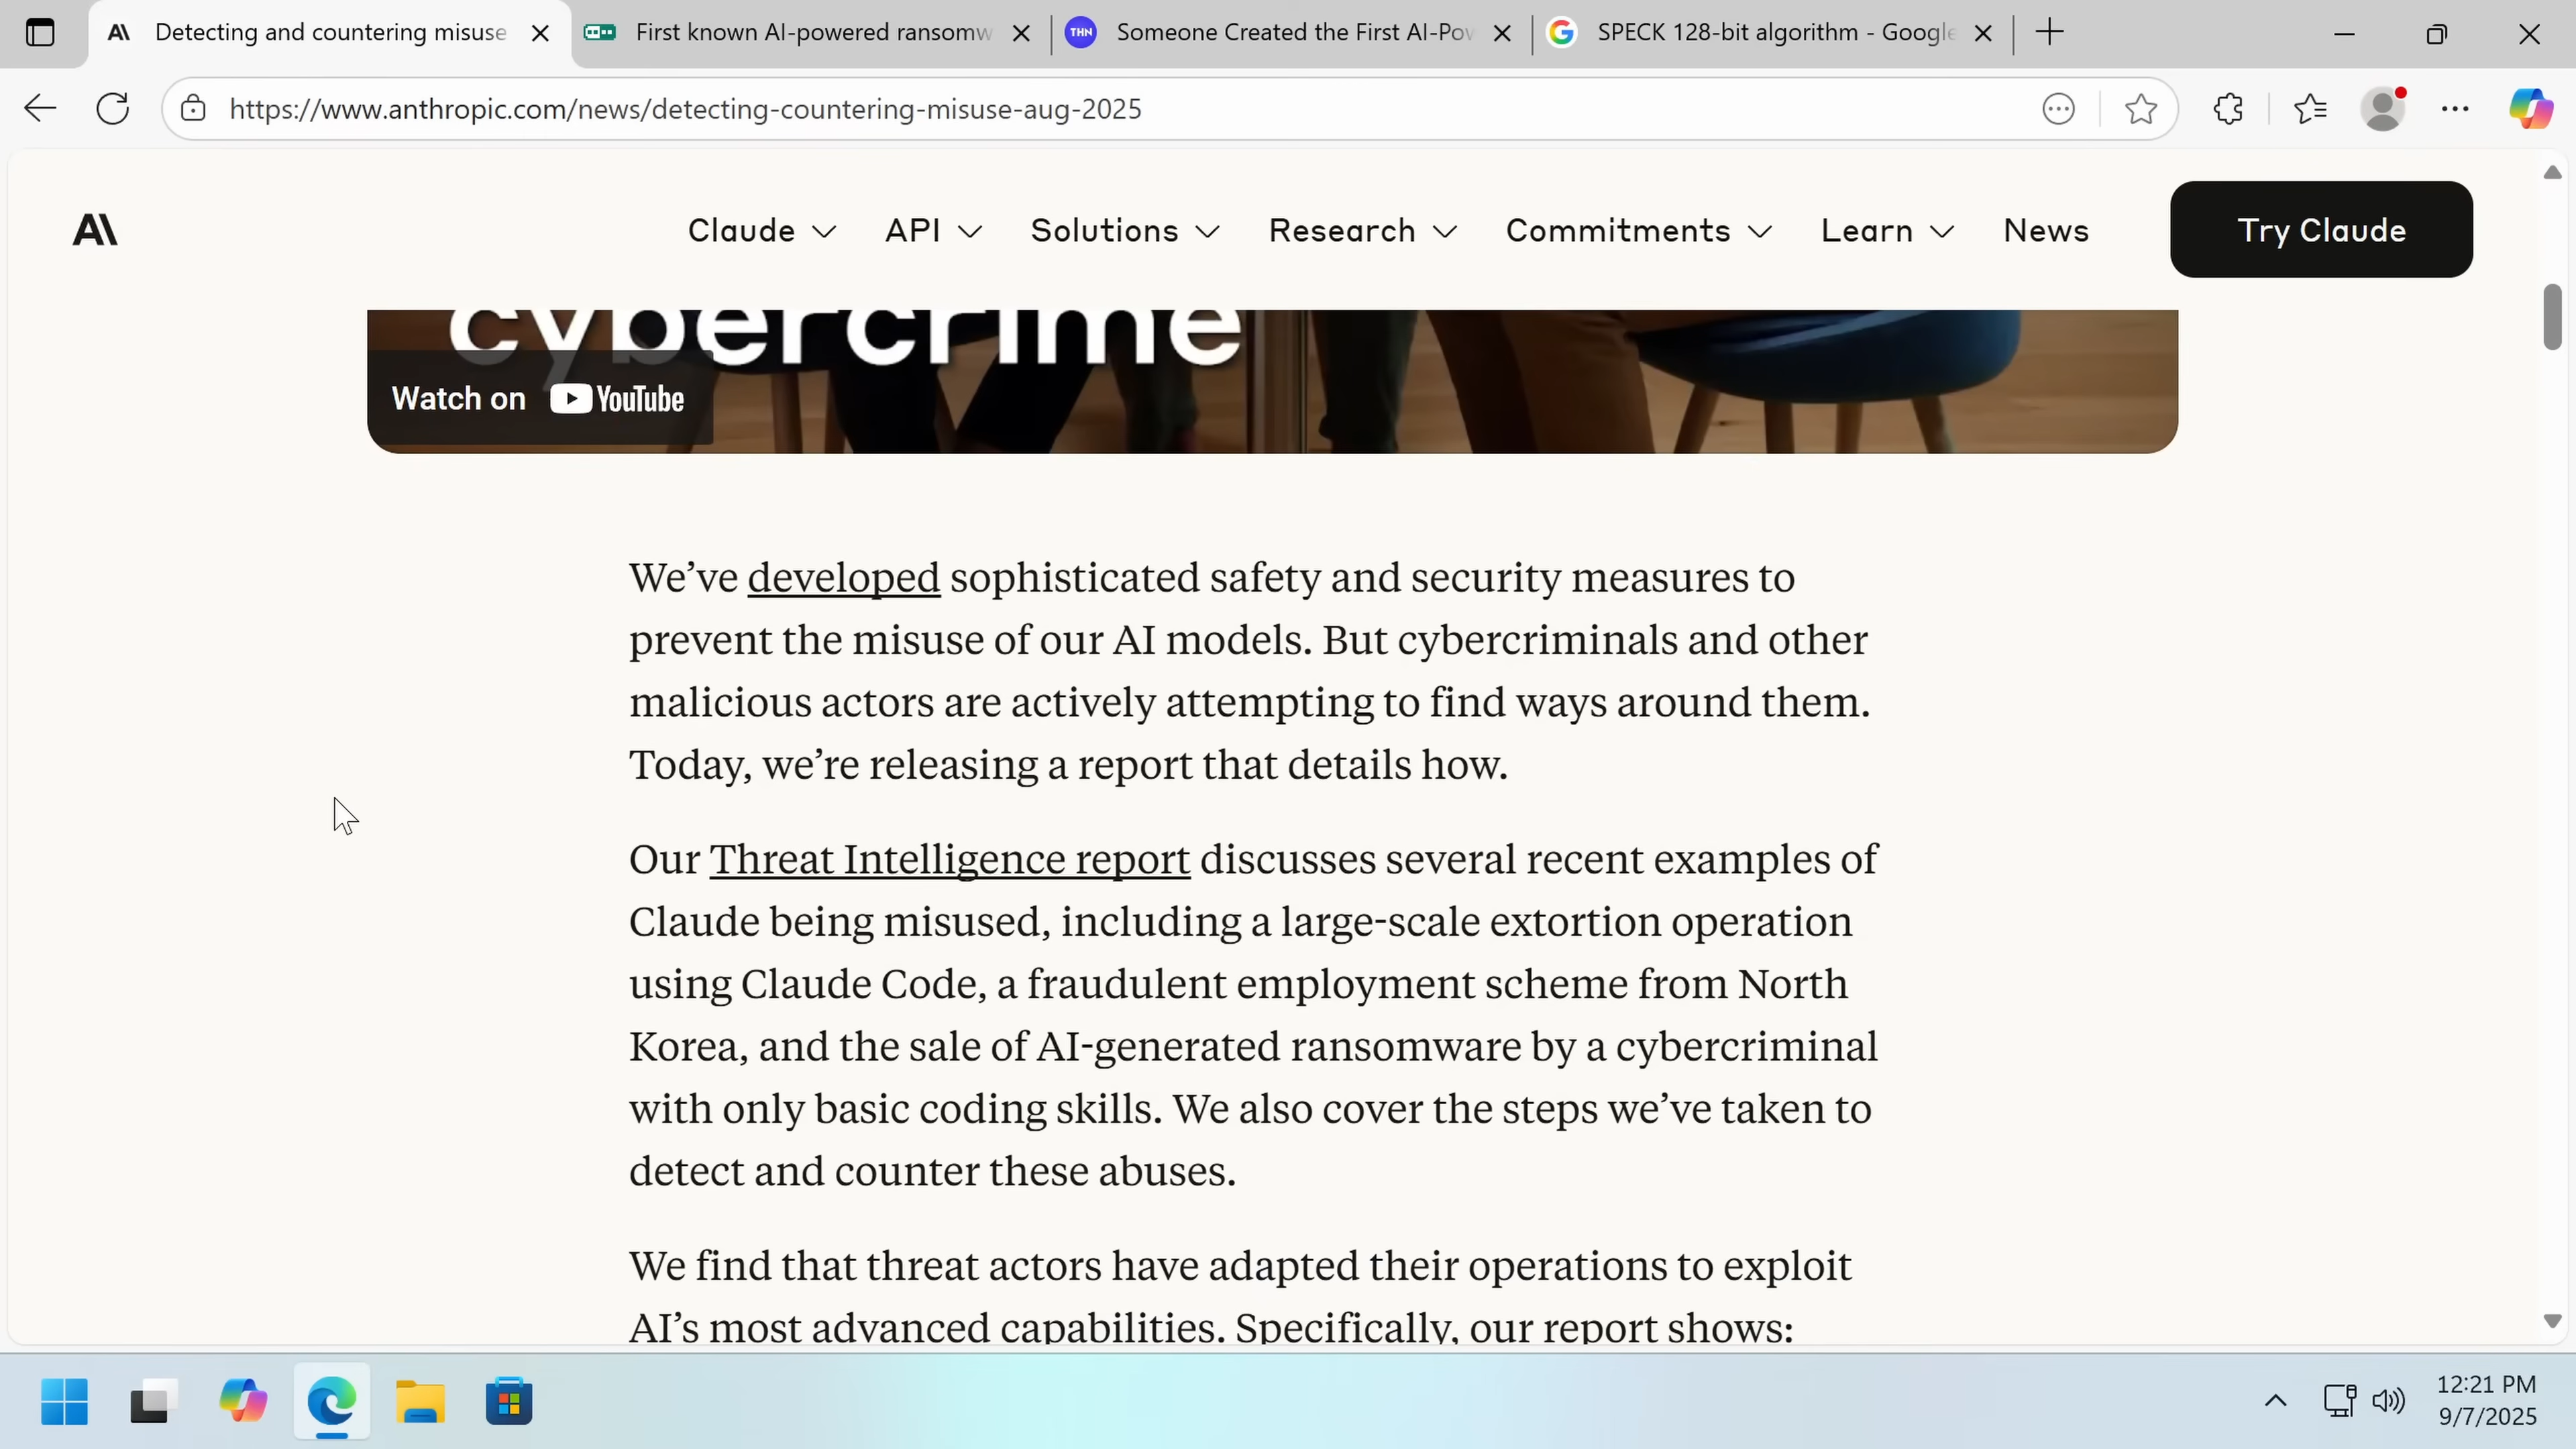 Detecting and countering misuse
First known AI-powered ransomw
THN
Someone Created the First AI-Pow
SPECK 128-bit algorithm - Google
https://www.anthropic.com/news/detecting-countering-misuse-aug-2025
Claude
API
Solutions
Research
Commitments
Learn
News
Try Claude
cybercrime
Watch on YouTube
We’ve developed sophisticated safety and security measures to
prevent the misuse of our AI models. But cybercriminals and other
malicious actors are actively attempting to find ways around them.
Today, we’re releasing a report that details how.
Our Threat Intelligence report discusses several recent examples of
Claude being misused, including a large-scale extortion operation
using Claude Code, a fraudulent employment scheme from North
Korea, and the sale of AI-generated ransomware by a cybercriminal
with only basic coding skills. We also cover the steps we’ve taken to
detect and counter these abuses.
We find that threat actors have adapted their operations to exploit
AI’s most advanced capabilities. Specifically, our report shows:
12:21 PM
9/7/2025